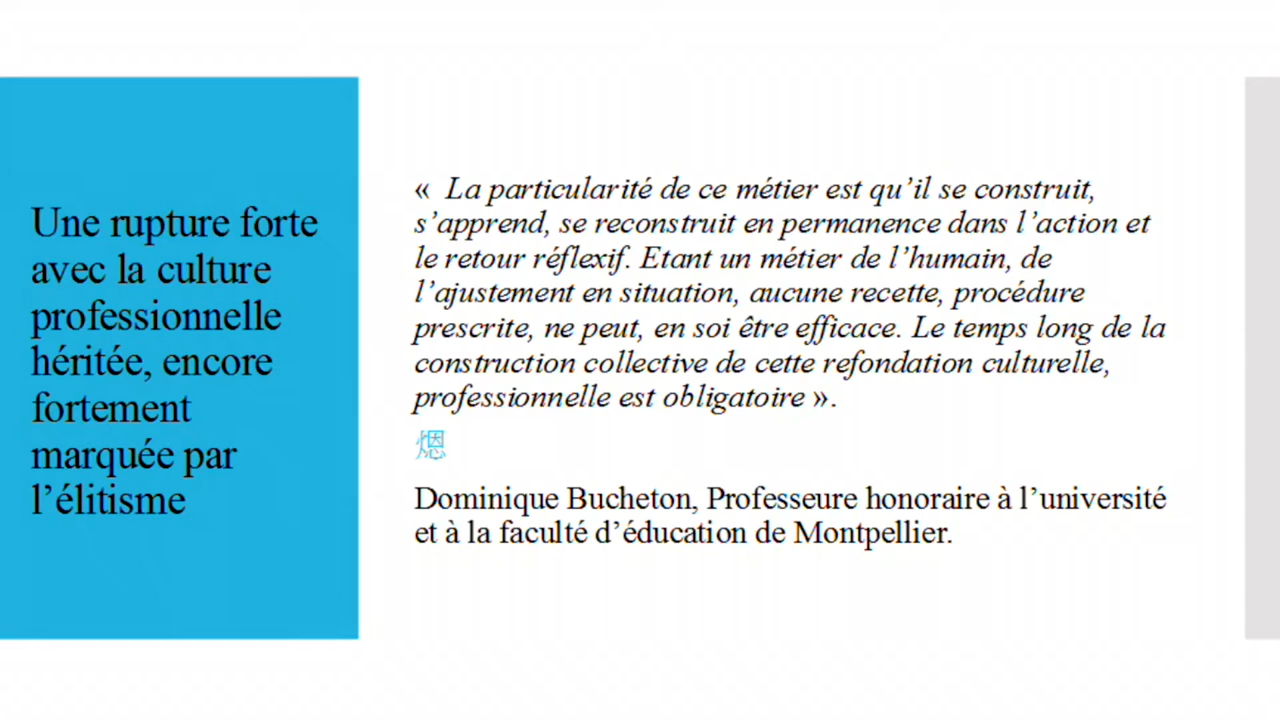 Une rupture forte
avec la culture
professionnelle
héritée, encore
fortement
marquée par
l’élitisme
« La particularité de ce métier est qu’il se construit,
s’apprend, se reconstruit en permanence dans l’action et
le retour réflexif. Etant un métier de l’humain, de
l’ajustement en situation, aucune recette, procédure
prescrite, ne peut, en soi être efficace. Le temps long de la
construction collective de cette refondation culturelle,
professionnelle est obligatoire ».
Dominique Bucheton, Professeure honoraire à l’université
et à la faculté d’éducation de Montpellier.